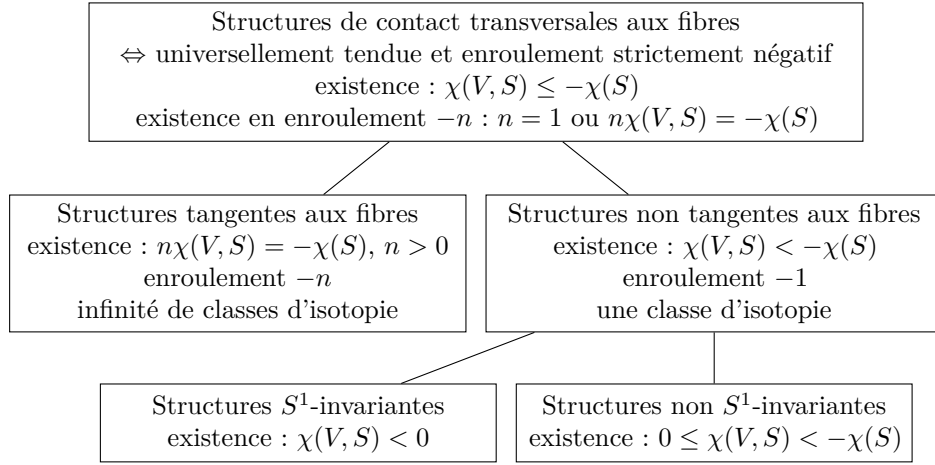 Structures de contact transversales aux fibres
⇔ universellement tendue et enroulement strictement négatif
existence : χ(V, S) ≤ −χ(S)
existence en enroulement −n : n = 1 ou nχ(V, S) = −χ(S)
Structures tangentes aux fibres
existence : nχ(V, S) = −χ(S), n > 0
enroulement −n
infinité de classes d'isotopie
Structures non tangentes aux fibres
existence : χ(V, S) < −χ(S)
enroulement −1
une classe d'isotopie
Structures S¹-invariantes
existence : χ(V, S) < 0
Structures non S¹-invariantes
existence : 0 ≤ χ(V, S) < −χ(S)